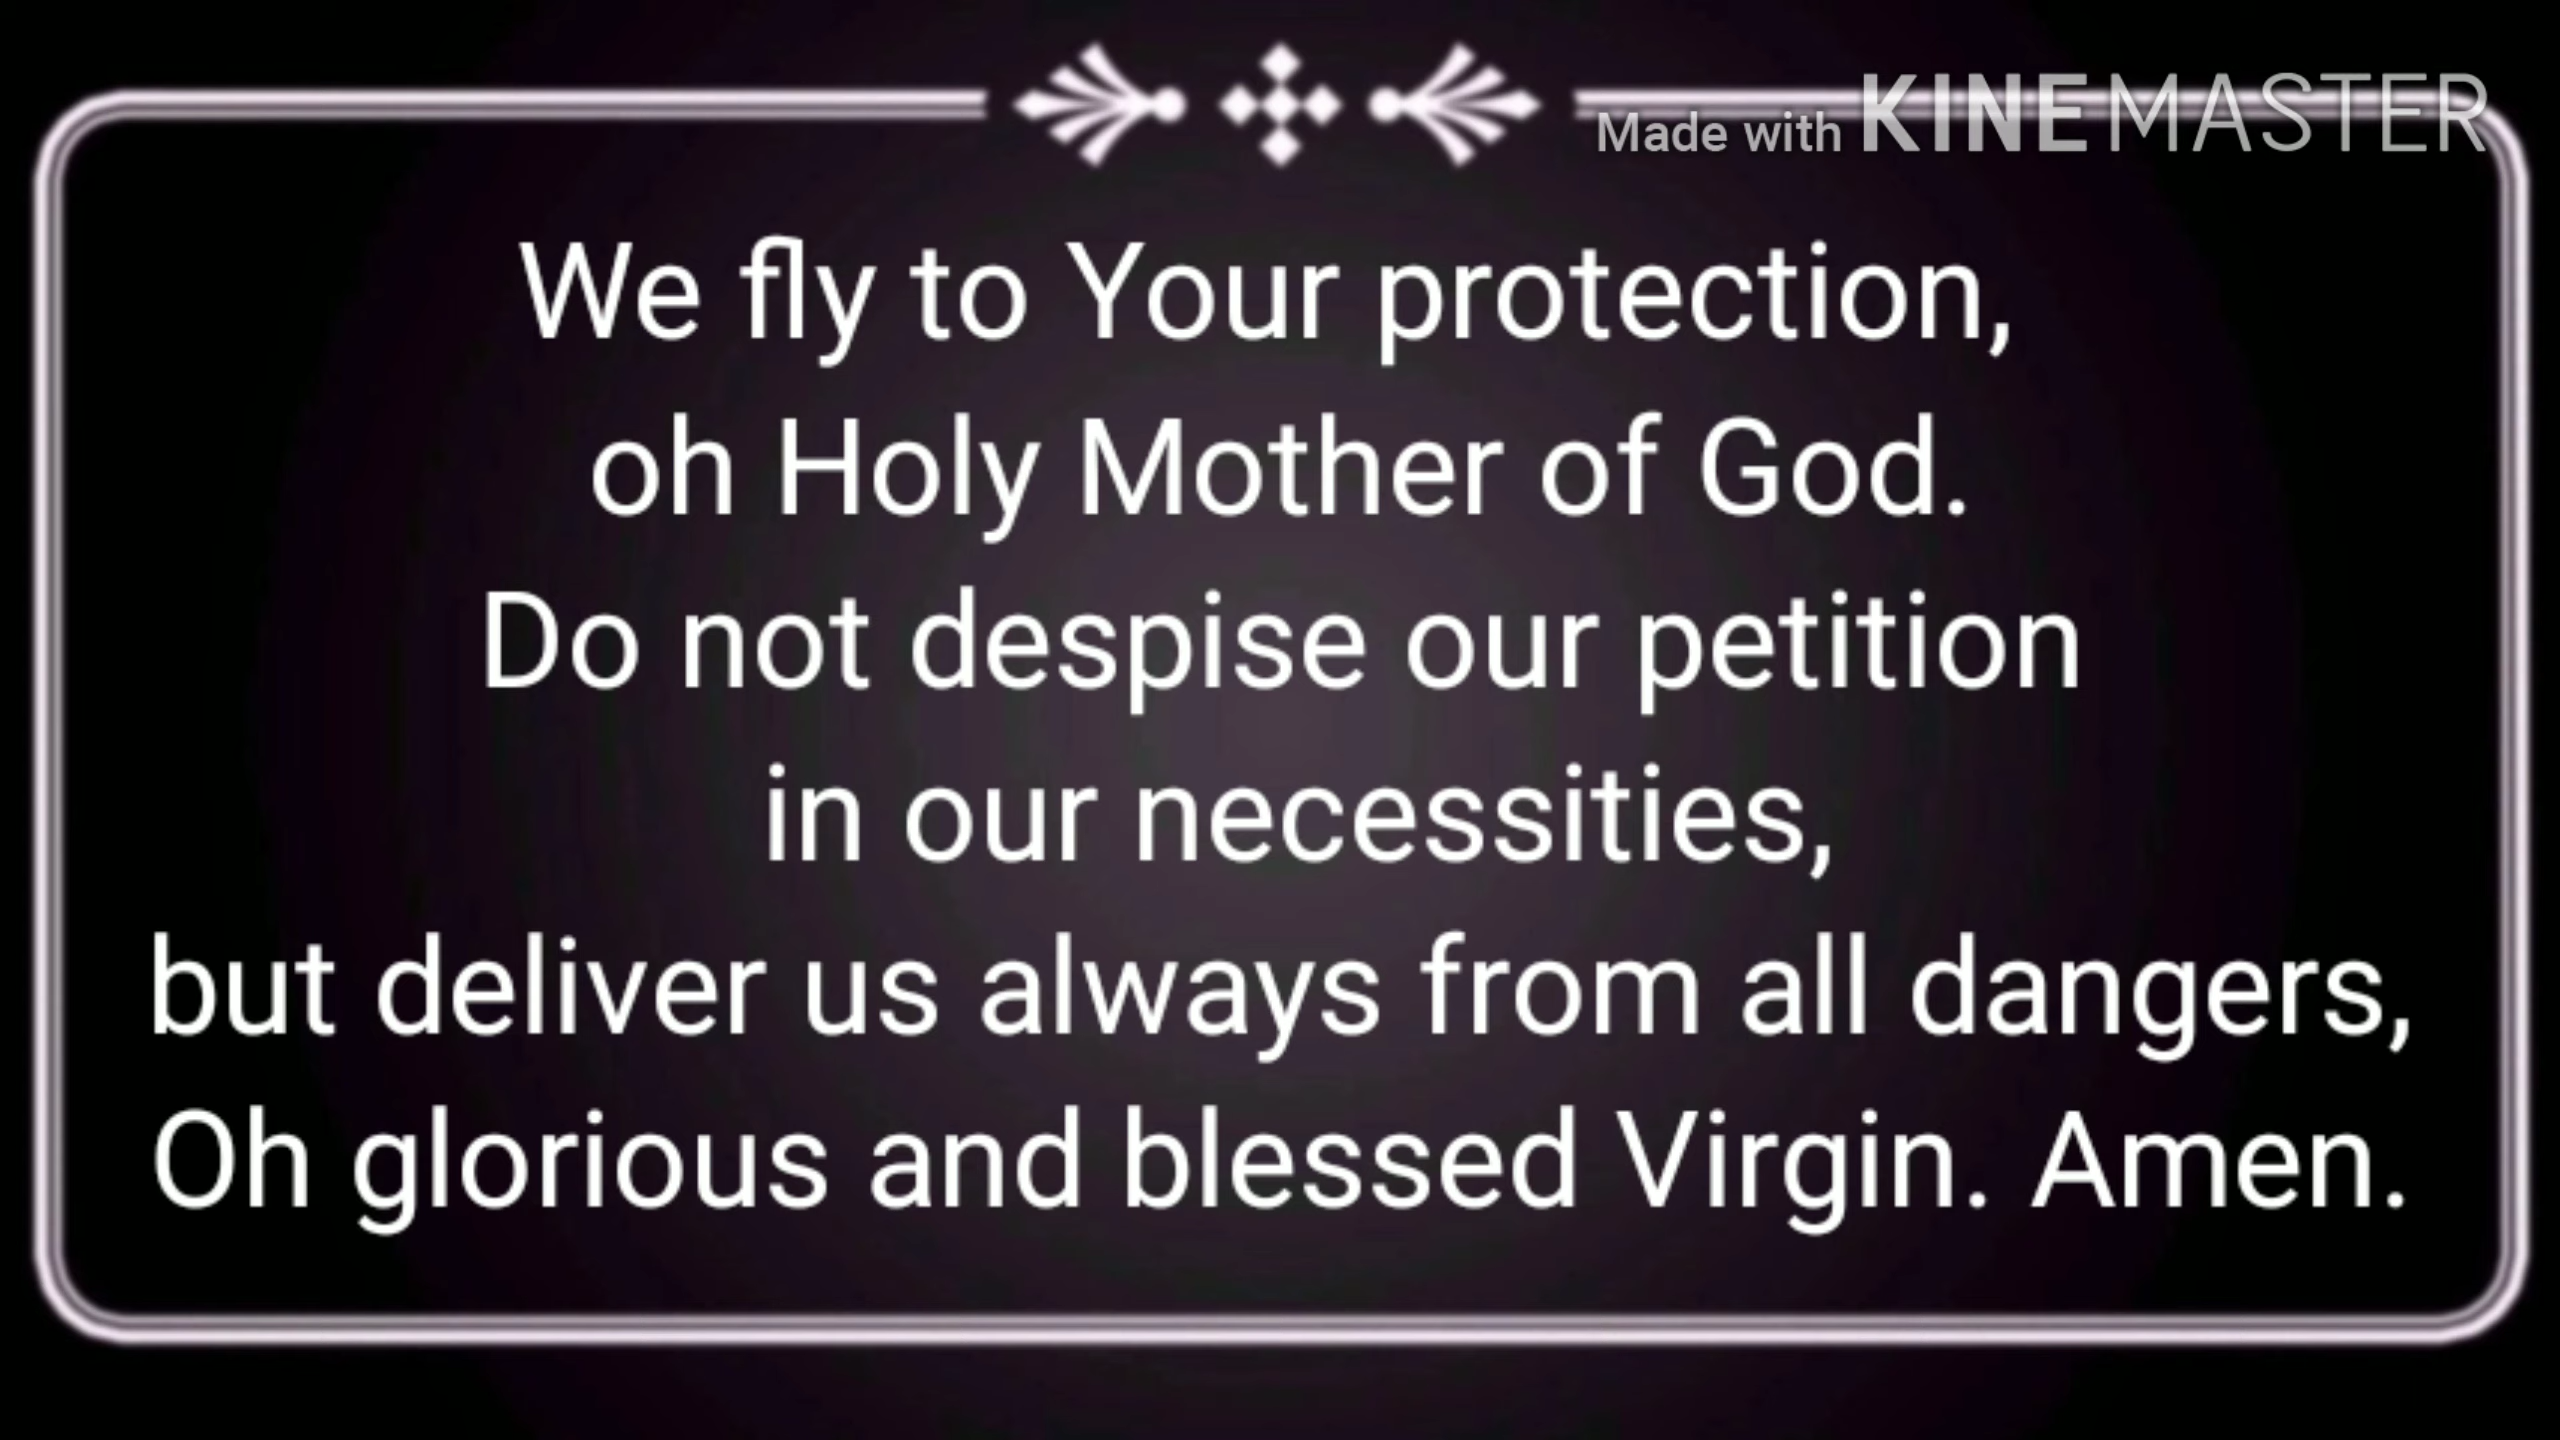 Made with KINEMASTER
We fly to Your protection,
oh Holy Mother of God.
Do not despise our petition
in our necessities,
but deliver us always from all dangers,
Oh glorious and blessed Virgin. Amen.